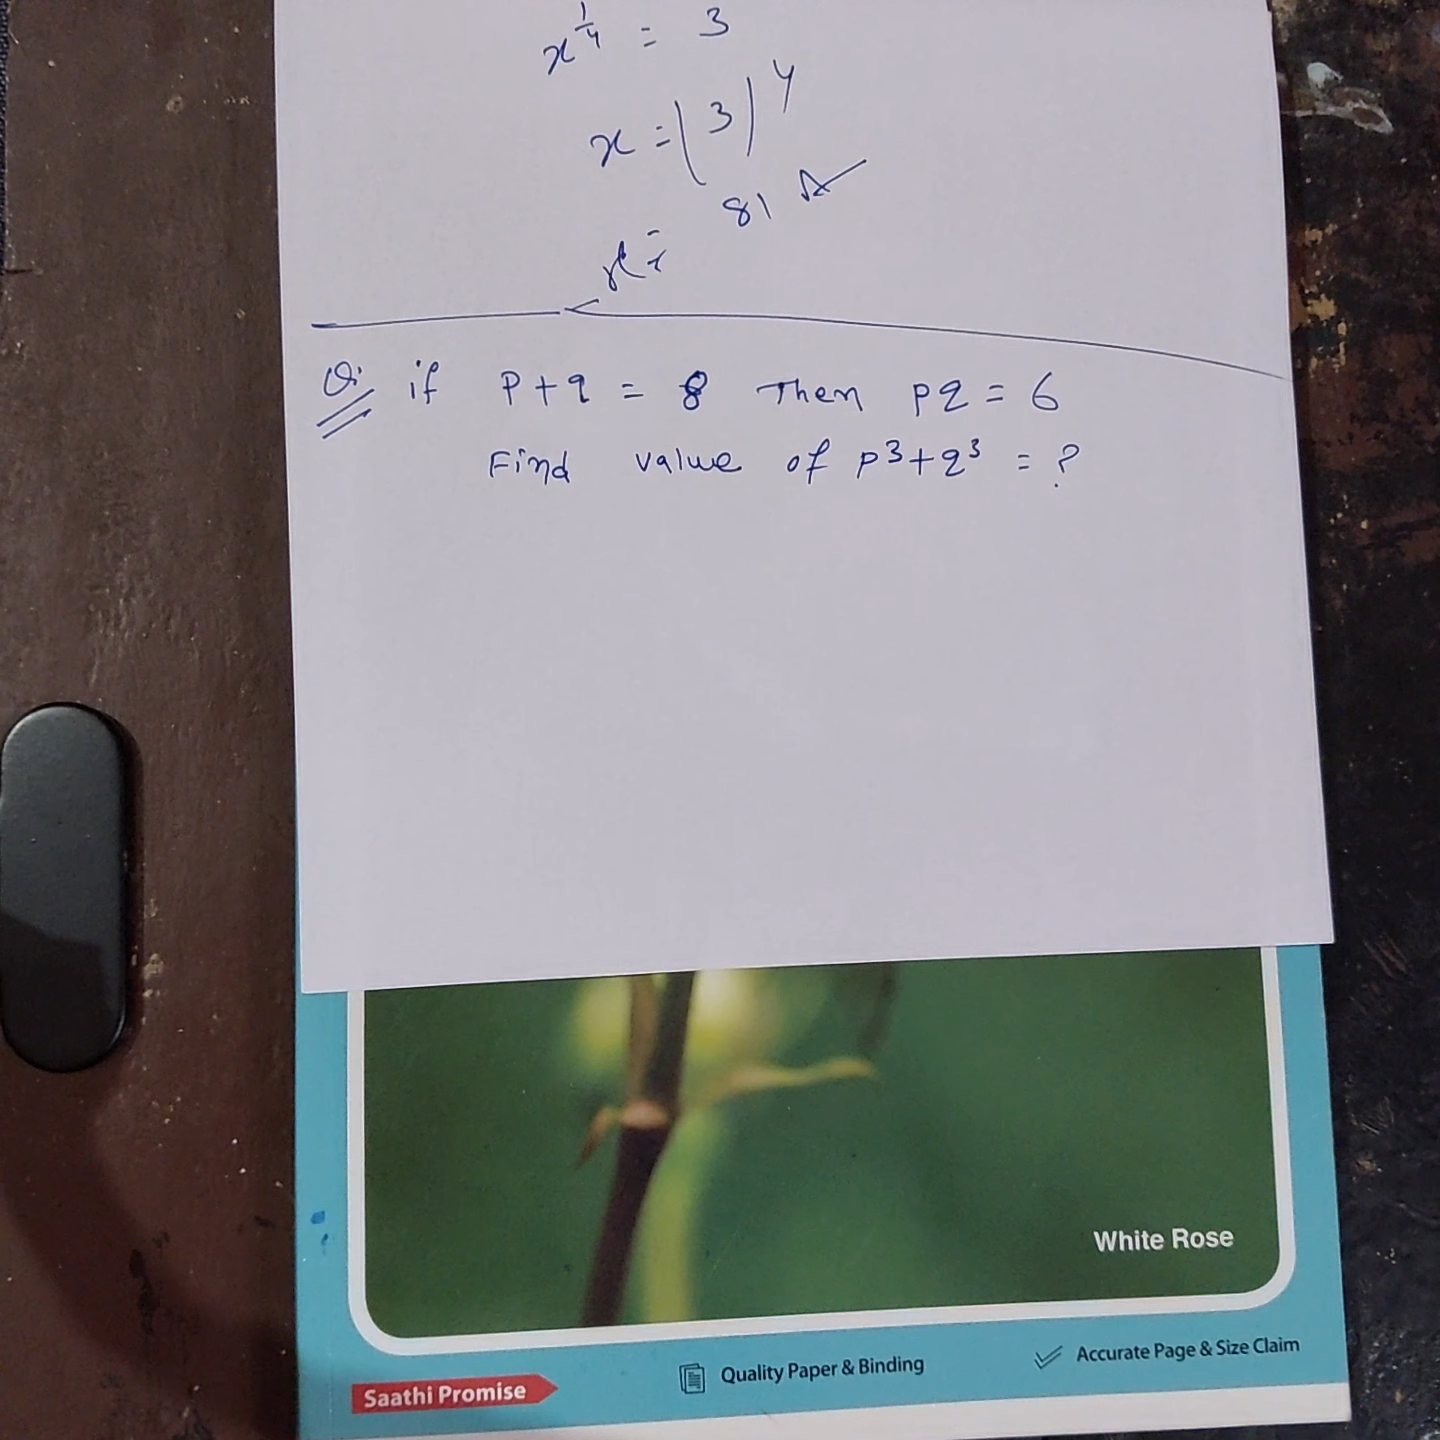 x^1/4 = 3
x = (3)^4
x = 81 A
Q: if P+q = 8 Then pq = 6
Find value of p³+q³ = ?
White Rose
Saathi Promise
Quality Paper & Binding
Accurate Page & Size Claim